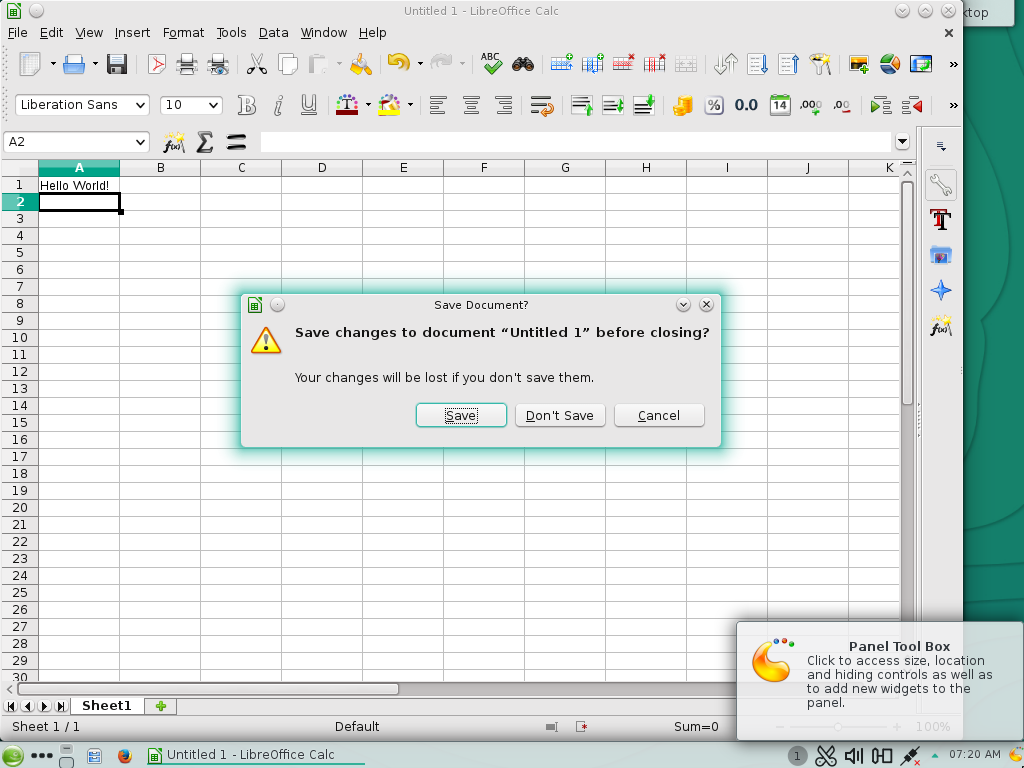 Untitled 1 - LibreOffice Calc
ktop
File Edit View Insert Format Tools Data Window Help
ABC
Liberation Sans 10 B i U T % 0.0 14 .000 .00
A2 f(x) Σ =
A B C D E F G H I J K
1 Hello World!
2
3
4
5
6
7
8
9
10
11
12
13
14
15
16
17
18
19
20
21
22
23
24
25
26
27
28
29
30
Save Document?
Save changes to document “Untitled 1” before closing?
Your changes will be lost if you don't save them.
Save Don't Save Cancel
Panel Tool Box
Click to access size, location
and hiding controls as well as
to add new widgets to the
panel.
Sheet1
Sheet 1 / 1 Default Sum=0 100%
Untitled 1 - LibreOffice Calc 1 07:20 AM